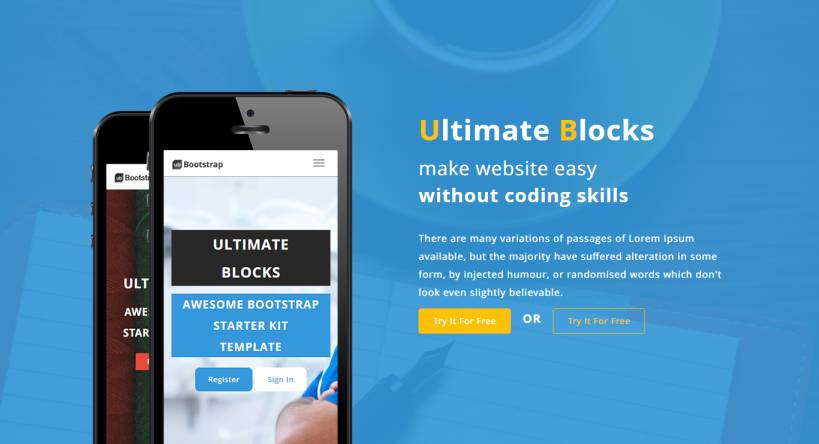 Ultimate Blocks
make website easy
without coding skills
There are many variations of passages of Lorem Ipsum
available, but the majority have suffered alteration in some
form, by injected humour, or randomised words which don't
look even slightly believable.
Try It For Free
OR
Try It For Free
ub Bootstrap
ULTIMATE
BLOCKS
AWESOME BOOTSTRAP
STARTER KIT
TEMPLATE
Register
Sign In
ub Bootst
ULT
AWE
STAR